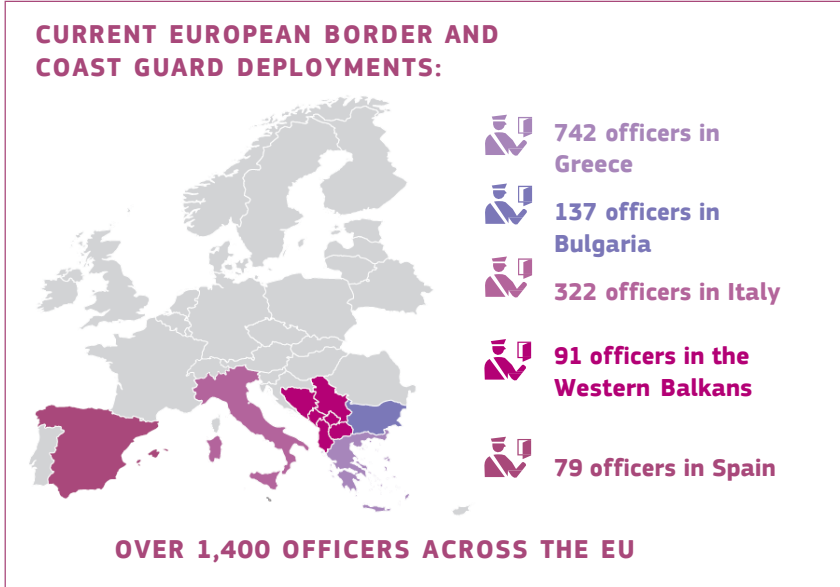 CURRENT EUROPEAN BORDER AND
COAST GUARD DEPLOYMENTS:
742 officers in
Greece
137 officers in
Bulgaria
322 officers in Italy
91 officers in the
Western Balkans
79 officers in Spain
OVER 1,400 OFFICERS ACROSS THE EU